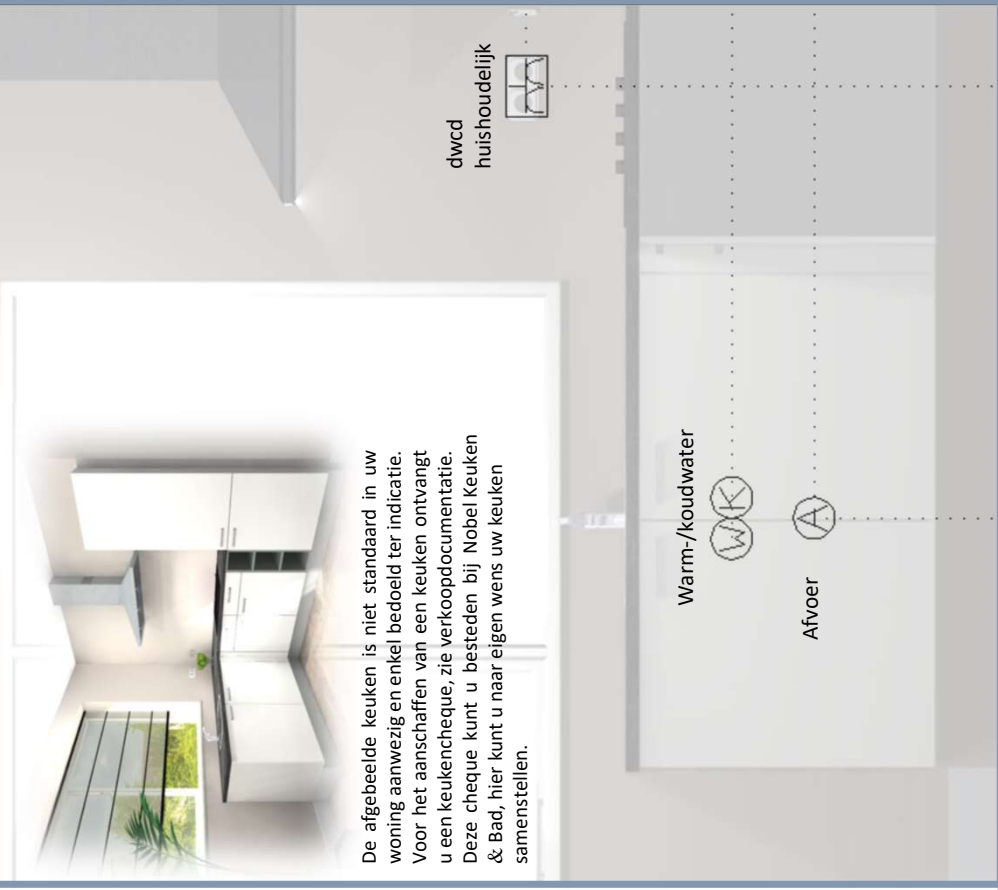 De afgebeelde keuken is niet standaard in uw
woning aanwezig en enkel bedoeld ter indicatie.
Voor het aanschaffen van een keuken ontvangt
u een keukencheque, zie verkoopdocumentatie.
Deze cheque kunt u besteden bij Nobel Keuken
& Bad, hier kunt u naar eigen wens uw keuken
samenstellen.
dwcd
huishoudelijk
Warm-/koudwater
W K
Afvoer
A